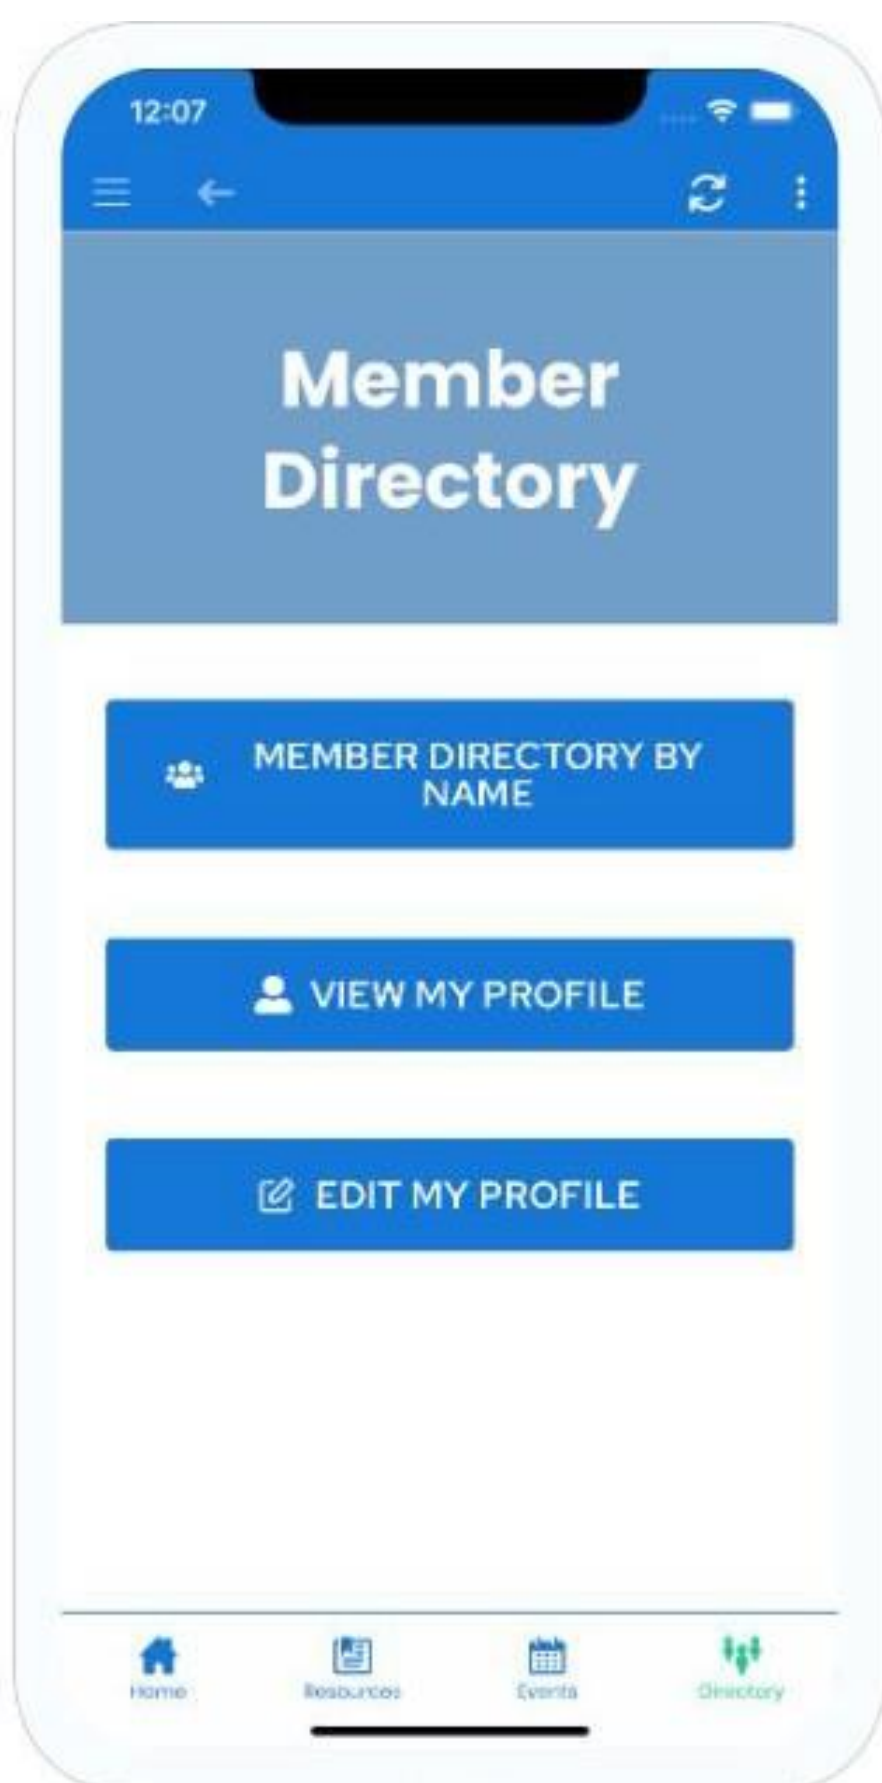 12:07
Member
Directory
MEMBER DIRECTORY BY
NAME
VIEW MY PROFILE
EDIT MY PROFILE
Home
Resources
Events
Directory